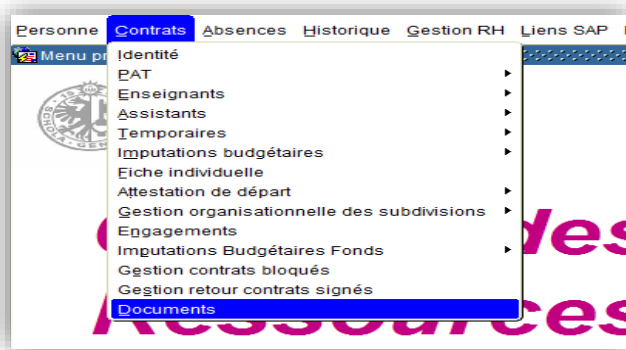 Personne Contrats Absences Historique Gestion RH Liens SAP
Menu pr
Identité
PAT
Enseignants
Assistants
Temporaires
Imputations budgétaires
Fiche individuelle
Attestation de départ
Gestion organisationnelle des subdivisions
Engagements
Imputations Budgétaires Fonds
Gestion contrats bloqués
Gestion retour contrats signés
Documents
des
Ressources